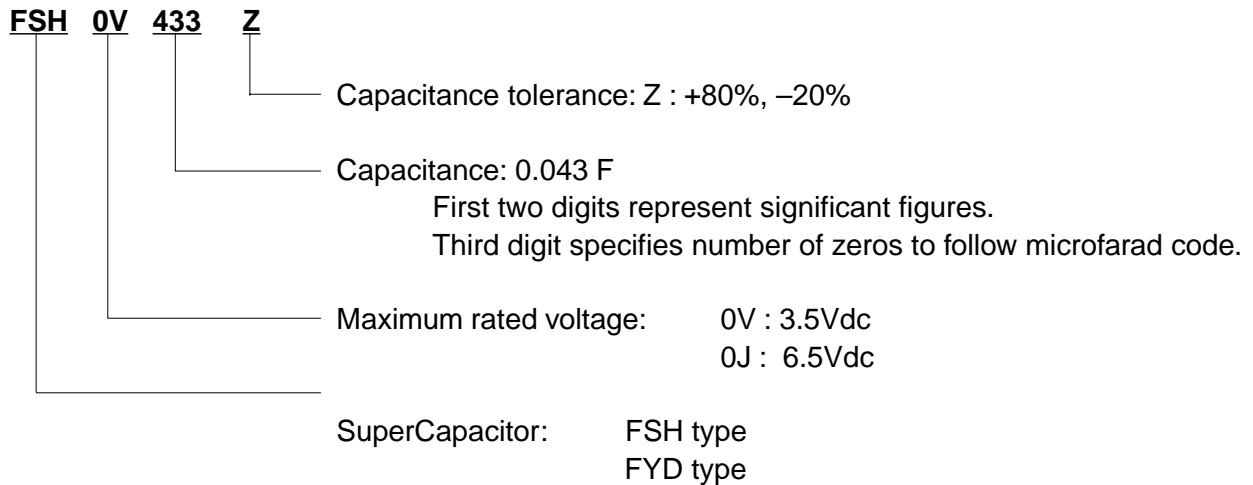 FSH 0V 433 Z
Capacitance tolerance: Z : +80%, –20%
Capacitance: 0.043 F
First two digits represent significant figures.
Third digit specifies number of zeros to follow microfarad code.
Maximum rated voltage: 0V : 3.5Vdc
0J : 6.5Vdc
SuperCapacitor: FSH type
FYD type